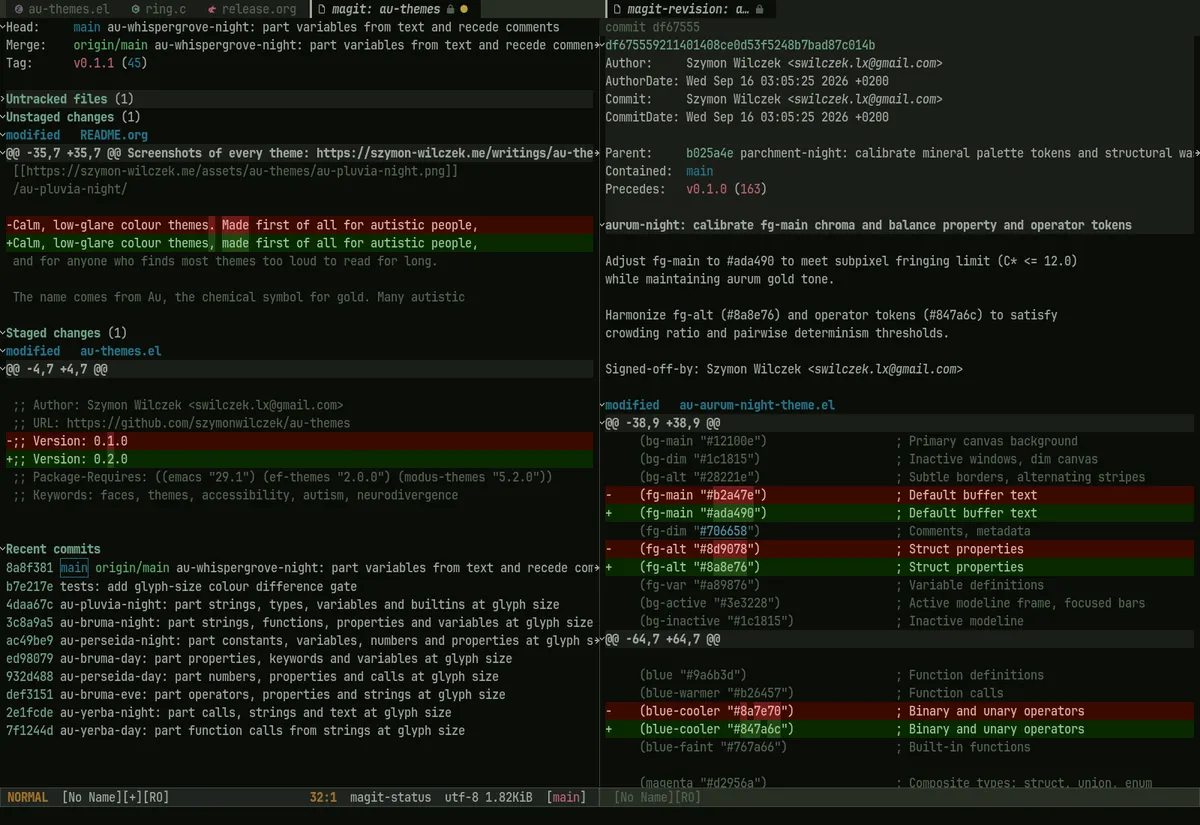 au-themes.el  ring.c  release.org  magit: au-themes
Head:     main au-whispergrove-night: part variables from text and recede comments
Merge:    origin/main au-whispergrove-night: part variables from text and recede commen
Tag:      v0.1.1 (45)
Untracked files (1)
Unstaged changes (1)
modified   README.org
@@ -35,7 +35,7 @@ Screenshots of every theme: https://szymon-wilczek.me/writings/au-the
 [[https://szymon-wilczek.me/assets/au-themes/au-pluvia-night.png]]
 /au-pluvia-night/
-Calm, low-glare colour themes. Made first of all for autistic people,
+Calm, low-glare colour themes, made first of all for autistic people,
 and for anyone who finds most themes too loud to read for long.
 The name comes from Au, the chemical symbol for gold. Many autistic
Staged changes (1)
modified   au-themes.el
@@ -4,7 +4,7 @@
 ;; Author: Szymon Wilczek <swilczek.lx@gmail.com>
 ;; URL: https://github.com/szymonwilczek/au-themes
-;; Version: 0.1.0
+;; Version: 0.2.0
 ;; Package-Requires: ((emacs "29.1") (ef-themes "2.0.0") (modus-themes "5.2.0"))
 ;; Keywords: faces, themes, accessibility, autism, neurodivergence
Recent commits
8a8f381 main origin/main au-whispergrove-night: part variables from text and recede com
b7e217e tests: add glyph-size colour difference gate
4daa67c au-pluvia-night: part strings, types, variables and builtins at glyph size
3c8a9a5 au-bruma-night: part strings, functions, properties and variables at glyph size
ac49be9 au-perseida-night: part constants, variables, numbers and properties at glyph s
ed98079 au-bruma-day: part properties, keywords and variables at glyph size
932d488 au-perseida-day: part numbers, properties and calls at glyph size
def3151 au-bruma-eve: part operators, properties and strings at glyph size
2e1fcde au-yerba-night: part calls, strings and text at glyph size
7f1244d au-yerba-day: part function calls from strings at glyph size
NORMAL  [No Name][+][RO]  32:1  magit-status  utf-8 1.82KiB  [main]
magit-revision: a…
commit df67555
df675559211401408ce0d53f5248b7bad87c014b
Author:     Szymon Wilczek <swilczek.lx@gmail.com>
AuthorDate: Wed Sep 16 03:05:25 2026 +0200
Commit:     Szymon Wilczek <swilczek.lx@gmail.com>
CommitDate: Wed Sep 16 03:05:25 2026 +0200
Parent:     b025a4e parchment-night: calibrate mineral palette tokens and structural wa
Contained:  main
Precedes:   v0.1.0 (163)
aurum-night: calibrate fg-main chroma and balance property and operator tokens
Adjust fg-main to #ada490 to meet subpixel fringing limit (C* <= 12.0)
while maintaining aurum gold tone.
Harmonize fg-alt (#8a8e76) and operator tokens (#847a6c) to satisfy
crowding ratio and pairwise determinism thresholds.
Signed-off-by: Szymon Wilczek <swilczek.lx@gmail.com>
modified   au-aurum-night-theme.el
@@ -38,9 +38,9 @@
     (bg-main "#12100e")                  ; Primary canvas background
     (bg-dim "#1c1815")                   ; Inactive windows, dim canvas
     (bg-alt "#28221e")                   ; Subtle borders, alternating stripes
-    (fg-main "#b2a47e")                  ; Default buffer text
+    (fg-main "#ada490")                  ; Default buffer text
     (fg-dim "#706658")                   ; Comments, metadata
-    (fg-alt "#8d9078")                   ; Struct properties
+    (fg-alt "#8a8e76")                   ; Struct properties
     (fg-var "#a89876")                   ; Variable definitions
     (bg-active "#3e3228")                ; Active modeline frame, focused bars
     (bg-inactive "#1c1815")              ; Inactive modeline
@@ -64,7 +64,7 @@
     (blue "#9a6b3d")                     ; Function definitions
     (blue-warmer "#b26457")              ; Function calls
-    (blue-cooler "#8a7e70")              ; Binary and unary operators
+    (blue-cooler "#847a6c")              ; Binary and unary operators
     (blue-faint "#767a66")               ; Built-in functions
     (magenta "#d2956a")                  ; Composite types: struct, union, enum
[No Name][RO]